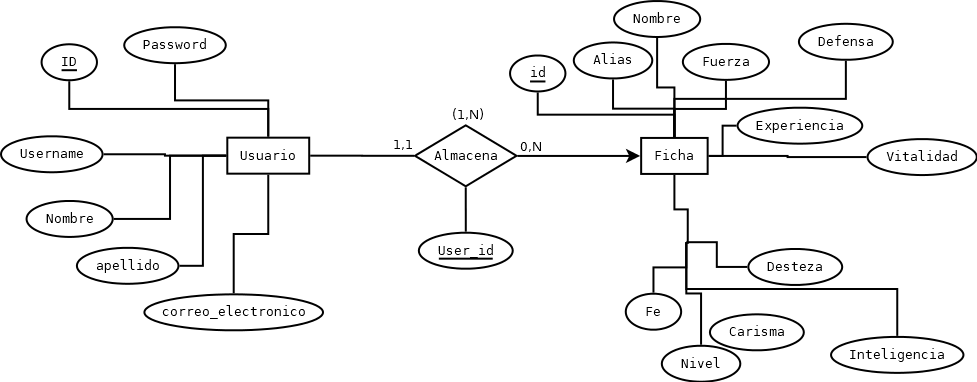 Nombre
Password
Defensa
ID
Alias
Fuerza
id
(1,N)
Experiencia
1,1
0,N
Username
Usuario
Almacena
Ficha
Vitalidad
Nombre
User_id
apellido
Desteza
correo_electronico
Fe
Carisma
Nivel
Inteligencia